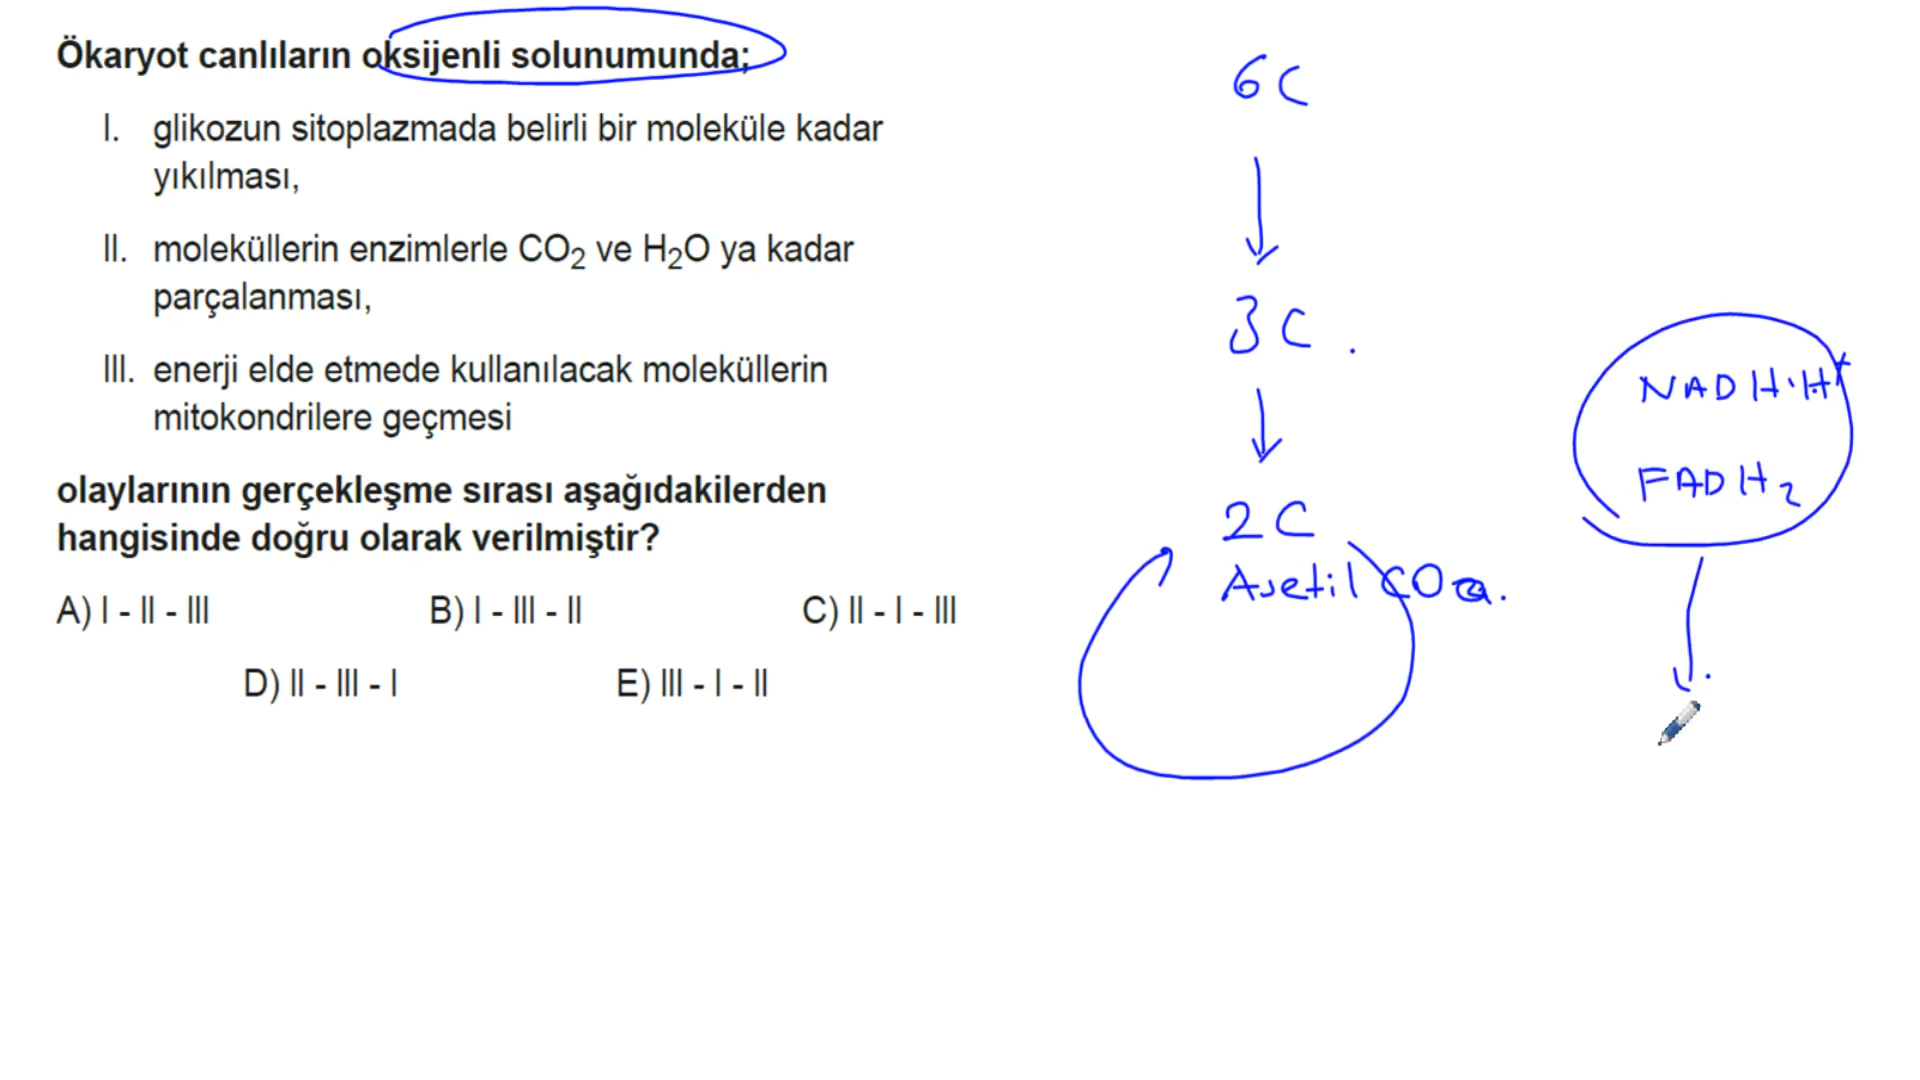 Ökaryot canlıların oksijenli solunumunda;
I. glikozun sitoplazmada belirli bir moleküle kadar
yıkılması,
II. moleküllerin enzimlerle CO₂ ve H₂O ya kadar
parçalanması,
III. enerji elde etmede kullanılacak moleküllerin
mitokondrilere geçmesi
olaylarının gerçekleşme sırası aşağıdakilerden
hangisinde doğru olarak verilmiştir?
A) I - II - III B) I - III - II C) II - I - III
D) II - III - I E) III - I - II
6C
3C.
2C
Asetil COa.
NADH.H⁺
FADH₂